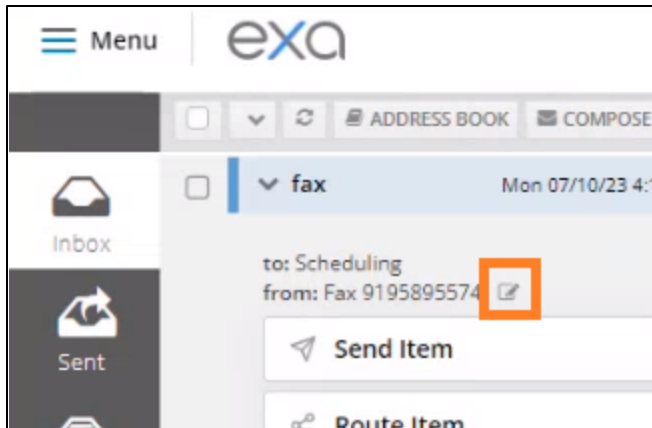 Menu
exa
ADDRESS BOOK
COMPOSE
fax
Mon 07/10/23 4:1
Inbox
to: Scheduling
from: Fax 9195895574
Sent
Send Item
Route Item